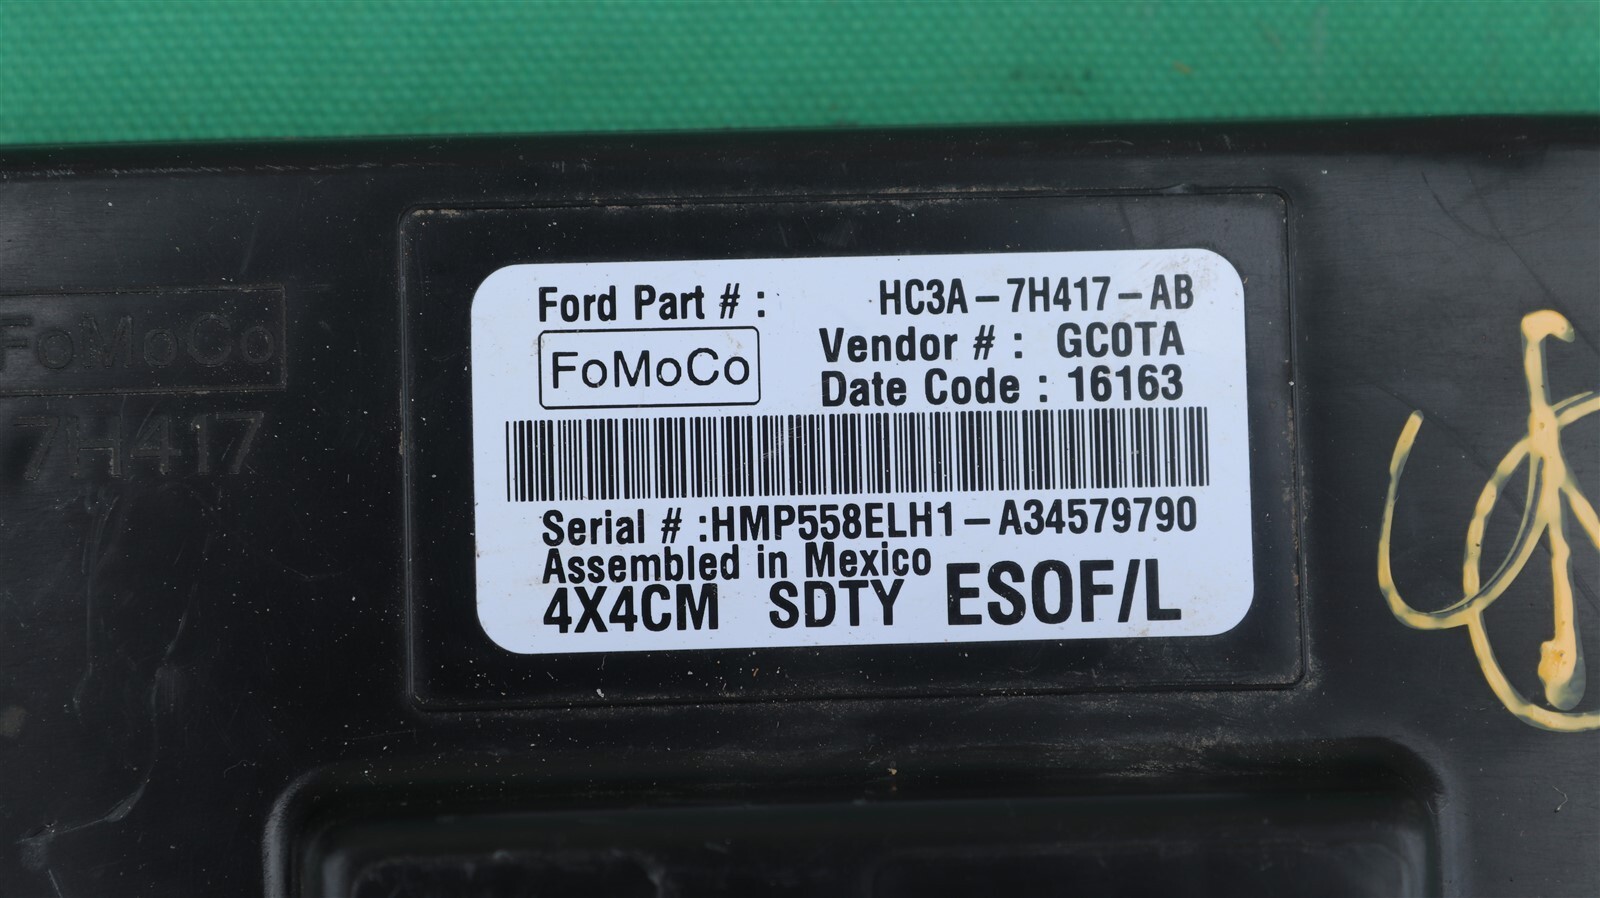 Ford Part # : HC3A-7H417-AB
FoMoCo
Vendor # : GC0TA
Date Code : 16163
Serial # :HMP558ELH1-A34579790
Assembled in Mexico
4X4CM SDTY ESOF/L
FoMoCo
7H417